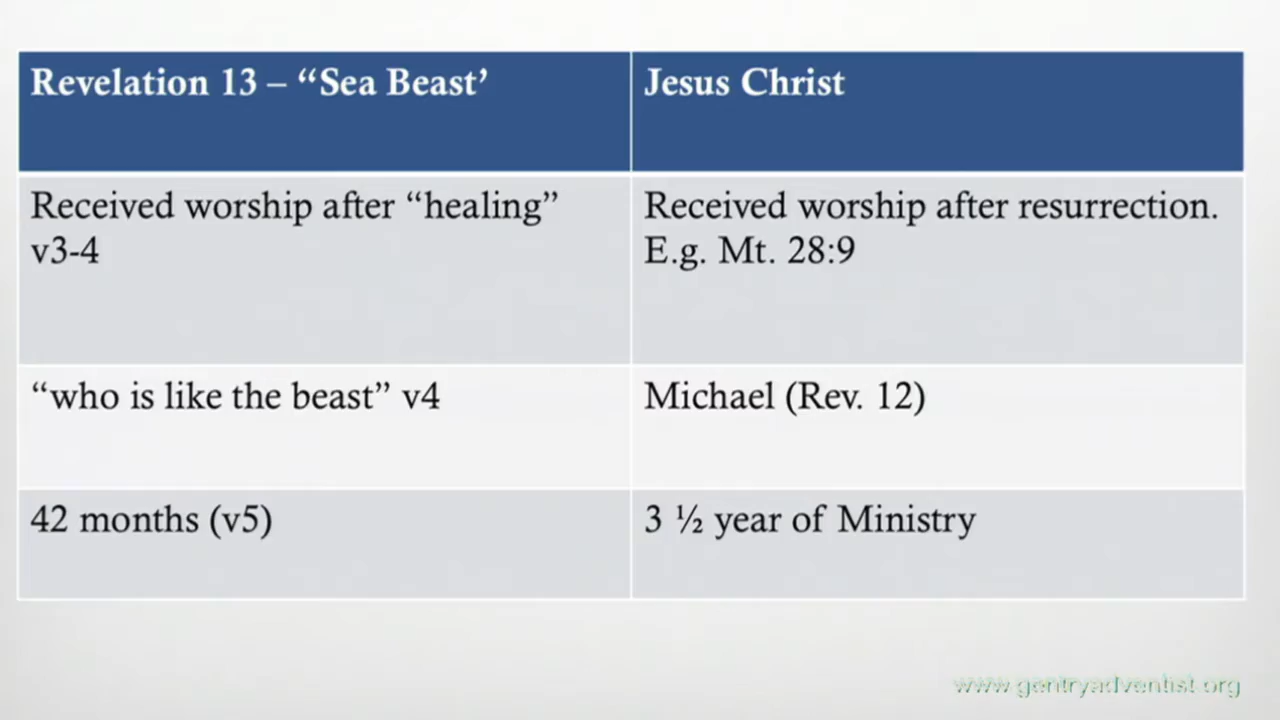 Revelation 13 – “Sea Beast’
Jesus Christ
Received worship after “healing”
v3-4
Received worship after resurrection.
E.g. Mt. 28:9
“who is like the beast” v4
Michael (Rev. 12)
42 months (v5)
3 ½ year of Ministry
www.gentryadventist.org